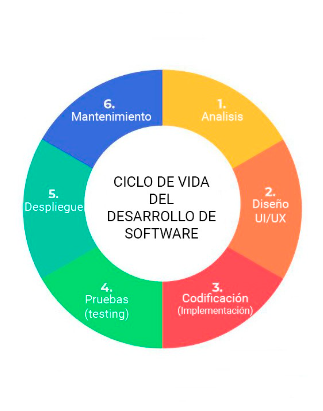 CICLO DE VIDA
DEL
DESARROLLO DE
SOFTWARE
1.
Analisis
2.
Diseño
UI/UX
3.
Codificación
(Implementación)
4.
Pruebas
(testing)
5.
Despliegue
6.
Mantenimiento